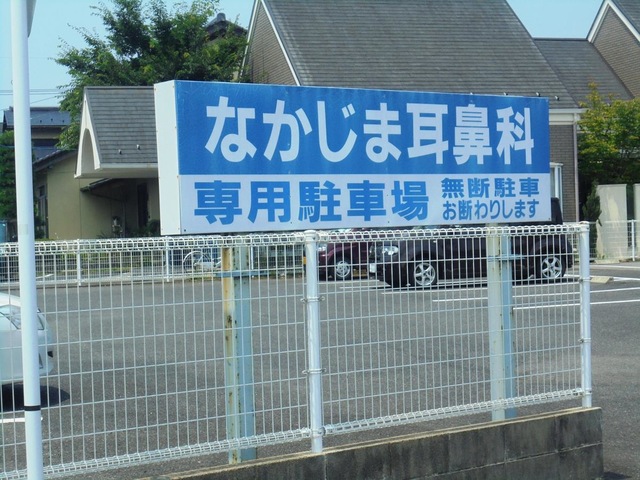 なかじま耳鼻科
専用駐車場
無断駐車
お断わりします